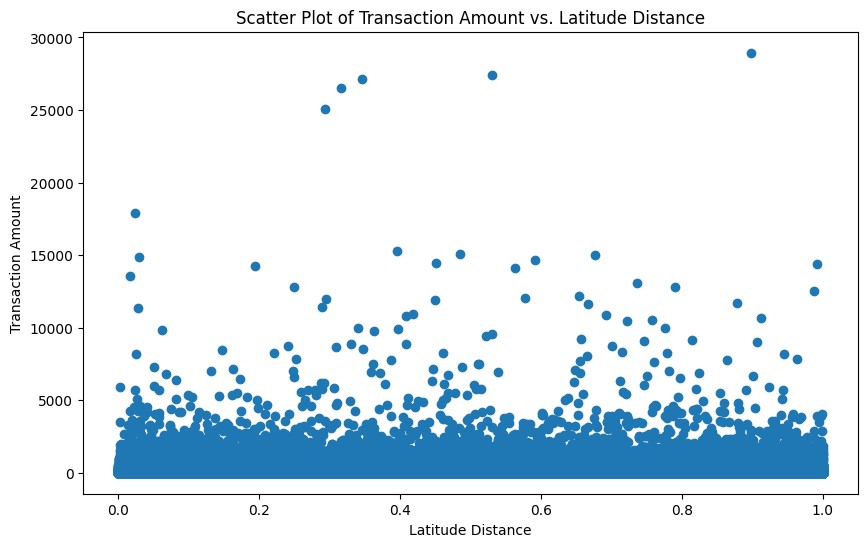 Scatter Plot of Transaction Amount vs. Latitude Distance
30000
25000
20000
15000
10000
5000
0
Transaction Amount
0.0 0.2 0.4 0.6 0.8 1.0
Latitude Distance